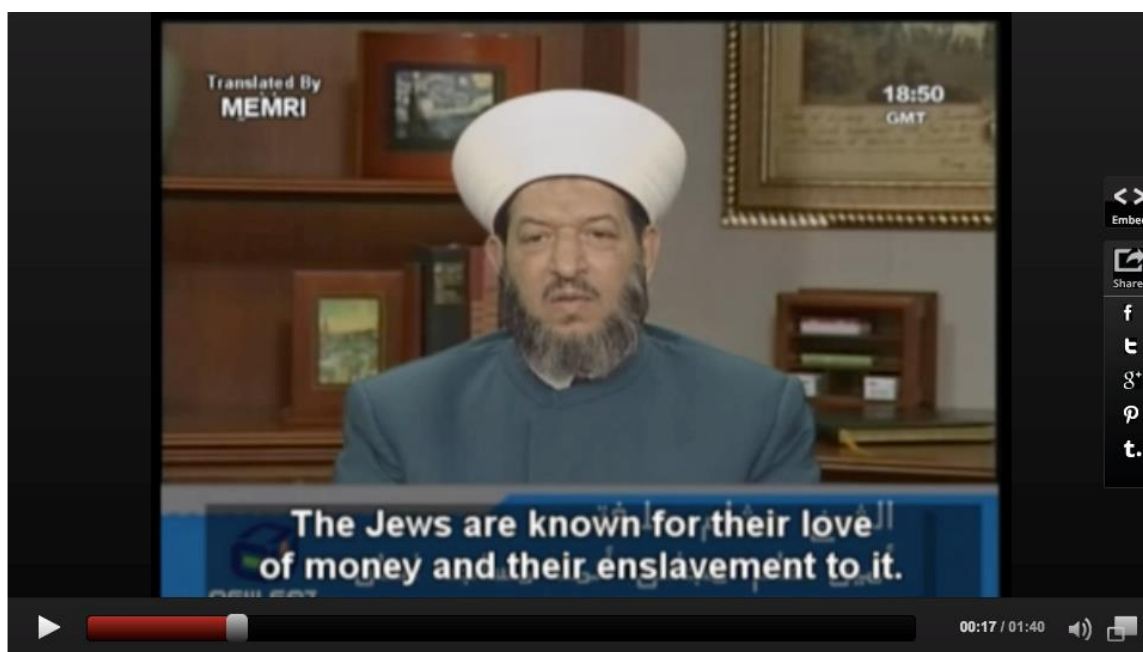 Translated By
MEMRI
18:50
GMT
Embed
Share
The Jews are known for their love
of money and their enslavement to it.
الشيخ
00:17 / 01:40